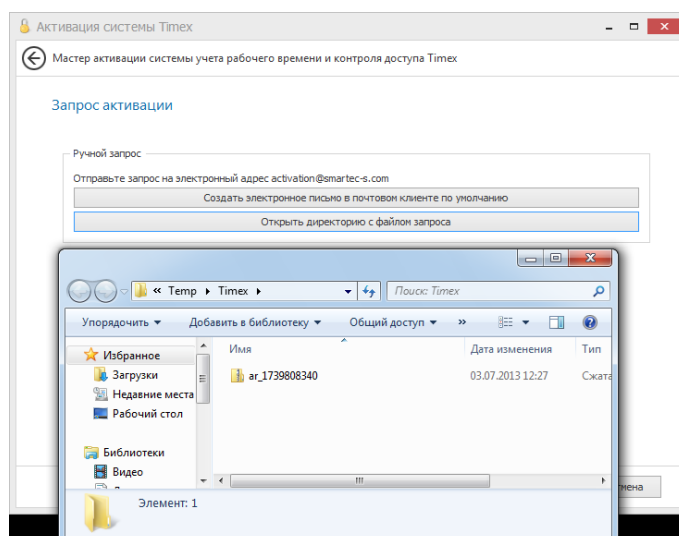 Активация системы Timex
Мастер активации системы учета рабочего времени и контроля доступа Timex
Запрос активации
Ручной запрос
Отправьте запрос на электронный адрес activation@smartec-s.com
Создать электронное письмо в почтовом клиенте по умолчанию
Открыть директорию с файлом запроса
« Temp Timex
Поиск: Timex
Упорядочить Добавить в библиотеку Общий доступ »
Избранное
Загрузки
Недавние места
Рабочий стол
Библиотеки
Видео
Имя Дата изменения Тип
ar_1739808340 03.07.2013 12:27 Сжата
Элемент: 1